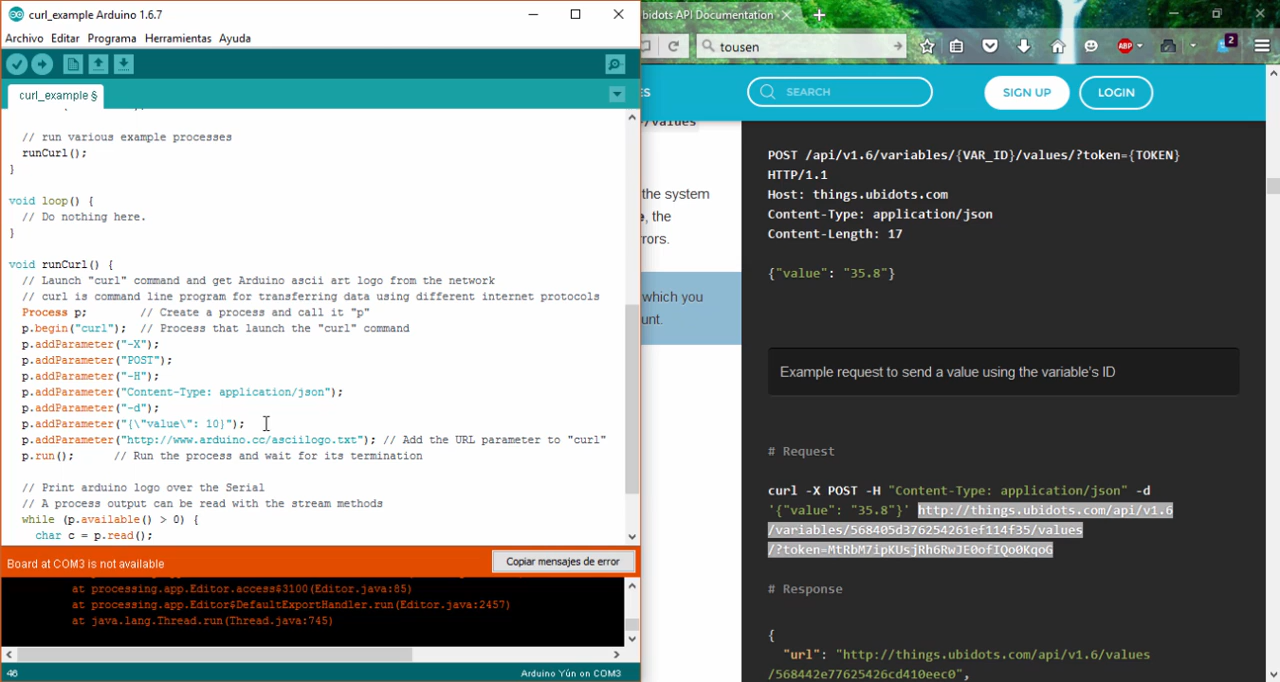 curl_example Arduino 1.6.7
Archivo Editar Programa Herramientas Ayuda
curl_example §
// run various example processes
runCurl();
}
void loop() {
// Do nothing here.
}
void runCurl() {
// Launch "curl" command and get Arduino ascii art logo from the network
// curl is command line program for transferring data using different internet protocols
Process p; // Create a process and call it "p"
p.begin("curl"); // Process that launch the "curl" command
p.addParameter("-X");
p.addParameter("POST");
p.addParameter("-H");
p.addParameter("Content-Type: application/json");
p.addParameter("-d");
p.addParameter("{\"value\": 10}");
p.addParameter("http://www.arduino.cc/asciilogo.txt"); // Add the URL parameter to "curl"
p.run(); // Run the process and wait for its termination
// Print arduino logo over the Serial
// A process output can be read with the stream methods
while (p.available() > 0) {
char c = p.read();
Board at COM3 is not available
Copiar mensajes de error
at processing.app.Editor.access$3100(Editor.java:85)
at processing.app.Editor$DefaultExportHandler.run(Editor.java:2457)
at java.lang.Thread.run(Thread.java:745)
46
Arduino Yún on COM3
bidots API Documentation
tousen
ABP
2
ES
SEARCH
SIGN UP
LOGIN
/values
the system
e, the
rors.
which you
unt.
POST /api/v1.6/variables/{VAR_ID}/values/?token={TOKEN}
HTTP/1.1
Host: things.ubidots.com
Content-Type: application/json
Content-Length: 17
{"value": "35.8"}
Example request to send a value using the variable's ID
# Request
curl -X POST -H "Content-Type: application/json" -d
'{"value": "35.8"}' http://things.ubidots.com/api/v1.6
/variables/568405d376254261ef114f35/values
/?token=MtRbM7ipKUsjRh6RwJE0ofIQo0KqoG
# Response
{
"url": "http://things.ubidots.com/api/v1.6/values
/568442e77625426cd410eec0",